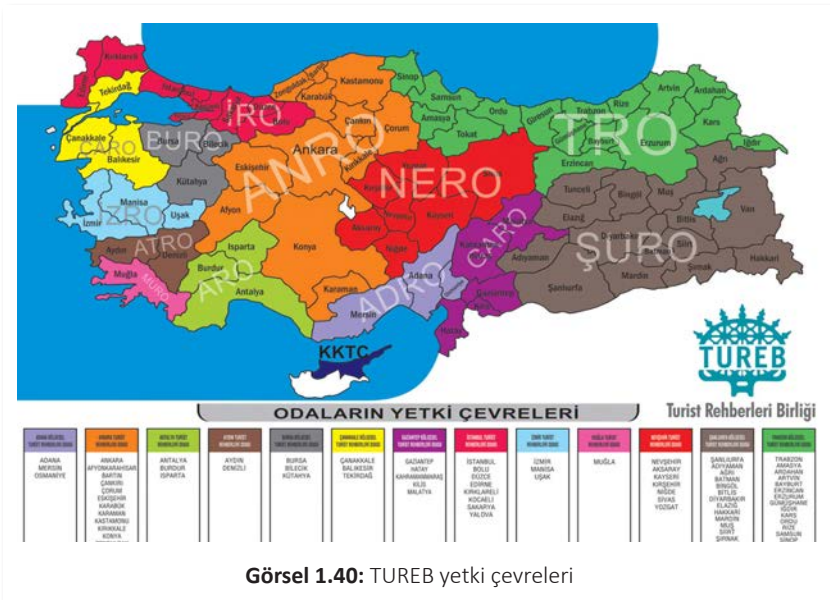 Kırklareli
Edirne
Tekirdağ
İstanbul
İRO
Zonguldak
Bartın
Karabük
Kastamonu
Çankırı
Çorum
Kırıkkale
Ankara
ANRO
Eskişehir
Afyon
Konya
Karaman
Sinop
Samsun
Amasya
Tokat
Ordu
Giresun
Trabzon
Gümüşhane
Rize
Bayburt
Artvin
Ardahan
Kars
Erzurum
Erzincan
Iğdır
TRO
Çanakkale
Balıkesir
ÇARO
Bursa
Bilecik
Kütahya
BURO
Manisa
İzmir
Uşak
İZRO
Aydın
Denizli
ATRO
Muğla
MURO
Isparta
Burdur
Antalya
ARO
Aksaray
Kayseri
Niğde
NERO
Adana
Mersin
ADRO
Gaziantep
Hatay
GARO
Ağrı
Tunceli
Bingöl
Muş
Elazığ
Bitlis
Van
Diyarbakır
Siirt
Adıyaman
Şanlıurfa
Mardin
Şırnak
Hakkari
ŞURO
KKTC
TUREB
Turist Rehberleri Birliği
ODALARIN YETKİ ÇEVRELERİ
ADANA
MERSİN
OSMANİYE
ANKARA
AFYONKARAHİSAR
BARTIN
ÇANKIRI
ÇORUM
ESKİŞEHİR
KARABÜK
KARAMAN
KASTAMONU
KIRIKKALE
KONYA
ANTALYA
BURDUR
ISPARTA
AYDIN
DENİZLİ
BURSA
BİLECİK
KÜTAHYA
ÇANAKKALE
BALIKESİR
TEKİRDAĞ
GAZİANTEP
HATAY
KAHRAMANMARAŞ
KİLİS
MALATYA
İSTANBUL
BOLU
DÜZCE
EDİRNE
KIRKLARELİ
KOCAELİ
SAKARYA
YALOVA
İZMİR
MANİSA
UŞAK
MUĞLA
NEVŞEHİR
AKSARAY
KAYSERİ
KIRŞEHİR
NİĞDE
SİVAS
YOZGAT
ŞANLIURFA
ADIYAMAN
AĞRI
BATMAN
BİNGÖL
BİTLİS
DİYARBAKIR
ELAZIĞ
HAKKARİ
MARDİN
MUŞ
SİİRT
ŞIRNAK
TRABZON
AMASYA
ARDAHAN
ARTVİN
BAYBURT
ERZİNCAN
ERZURUM
GÜMÜŞHANE
IĞDIR
KARS
ORDU
RİZE
SAMSUN
SİNOP
Görsel 1.40: TUREB yetki çevreleri